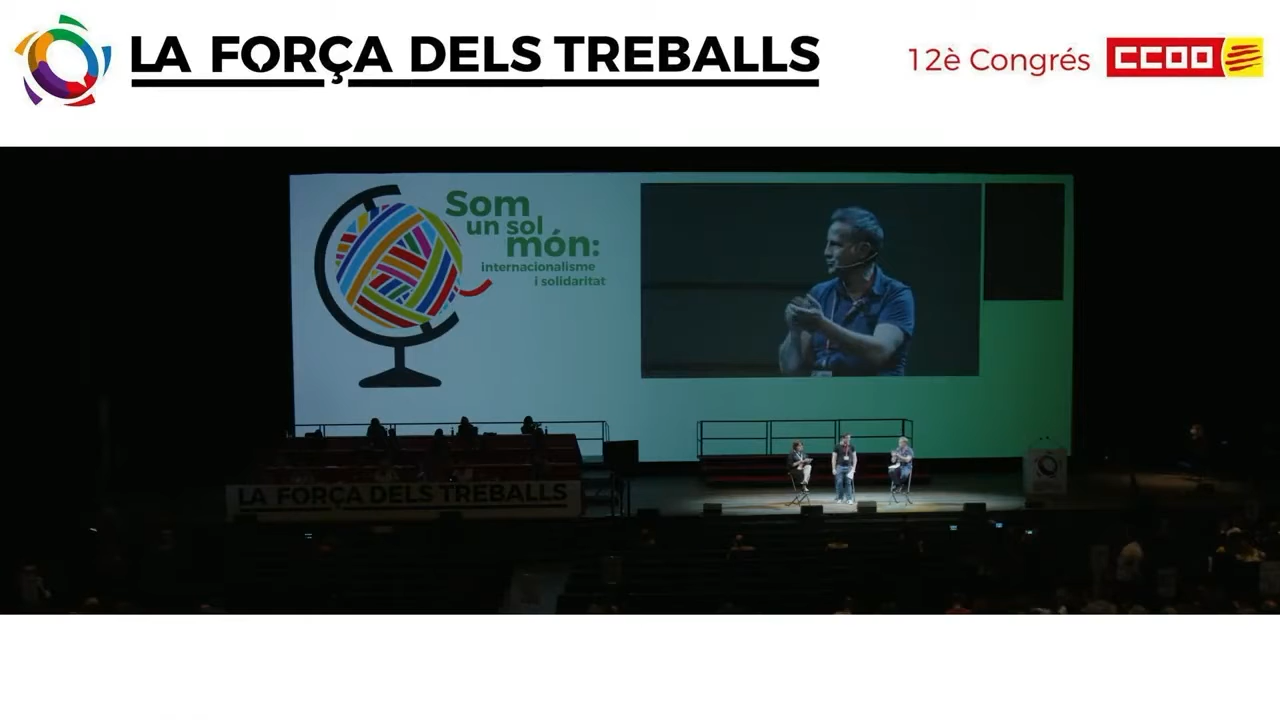 LA FORÇA DELS TREBALLS
12è Congrés CCOO
Som
un sol
món:
internacionalisme
i solidaritat
LA FORÇA DELS TREBALLS